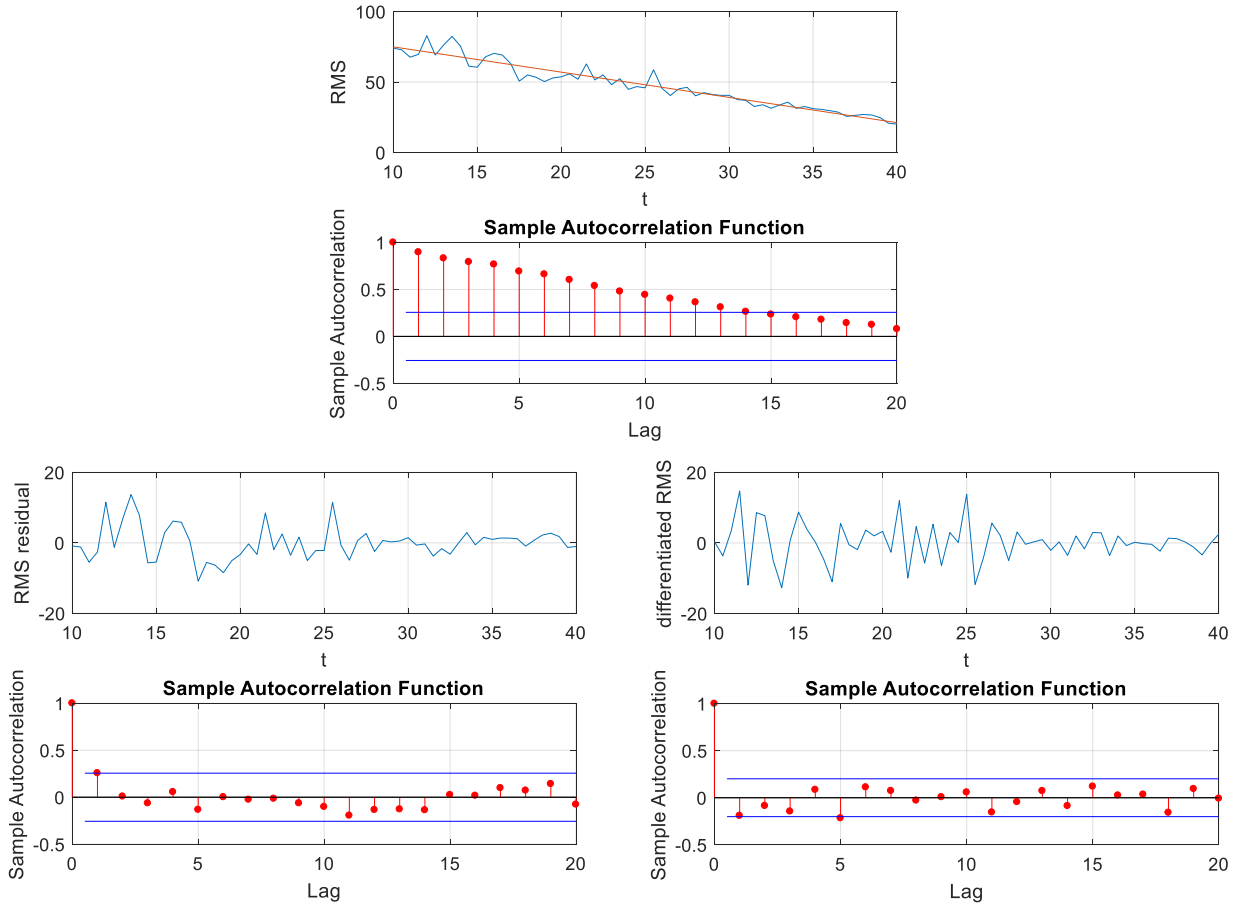 100
50
0
RMS
10 15 20 25 30 35 40
t
Sample Autocorrelation Function
1
0.5
0
-0.5
Sample Autocorrelation
0 5 10 15 20
Lag
20
0
-20
RMS residual
10 15 20 25 30 35 40
t
Sample Autocorrelation Function
1
0.5
0
-0.5
Sample Autocorrelation
0 5 10 15 20
Lag
20
0
-20
differentiated RMS
10 15 20 25 30 35 40
t
Sample Autocorrelation Function
1
0.5
0
-0.5
Sample Autocorrelation
0 5 10 15 20
Lag